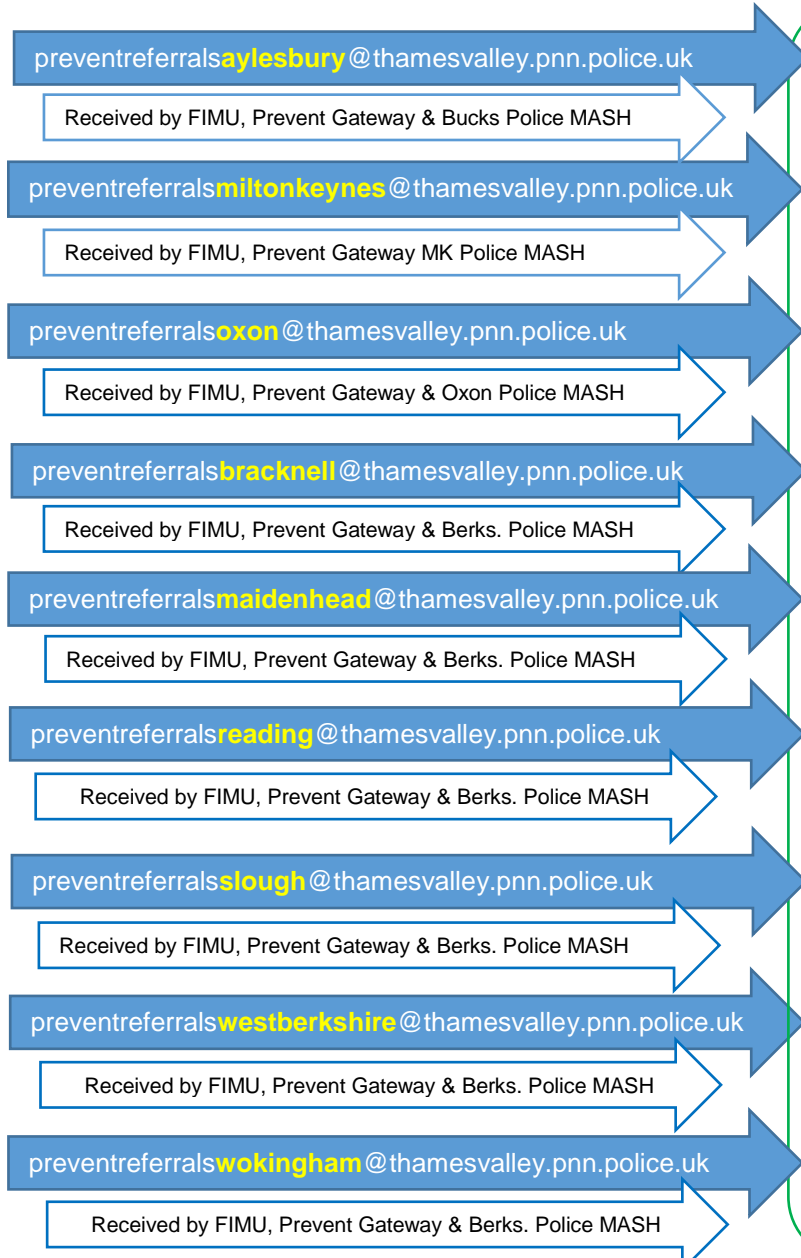 preventreferralsaylesbury@thamesvalley.pnn.police.uk
Received by FIMU, Prevent Gateway & Bucks Police MASH
preventreferralsmiltonkeynes@thamesvalley.pnn.police.uk
Received by FIMU, Prevent Gateway MK Police MASH
preventreferralsoxon@thamesvalley.pnn.police.uk
Received by FIMU, Prevent Gateway & Oxon Police MASH
preventreferralsbracknell@thamesvalley.pnn.police.uk
Received by FIMU, Prevent Gateway & Berks. Police MASH
preventreferralsmaidenhead@thamesvalley.pnn.police.uk
Received by FIMU, Prevent Gateway & Berks. Police MASH
preventreferralsreading@thamesvalley.pnn.police.uk
Received by FIMU, Prevent Gateway & Berks. Police MASH
preventreferralsslough@thamesvalley.pnn.police.uk
Received by FIMU, Prevent Gateway & Berks. Police MASH
preventreferralswestberkshire@thamesvalley.pnn.police.uk
Received by FIMU, Prevent Gateway & Berks. Police MASH
preventreferralswokingham@thamesvalley.pnn.police.uk
Received by FIMU, Prevent Gateway & Berks. Police MASH